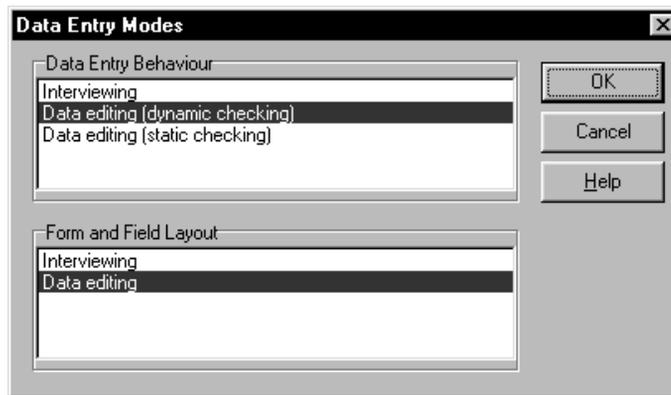 Data Entry Modes
Data Entry Behaviour
Interviewing
Data editing (dynamic checking)
Data editing (static checking)
Form and Field Layout
Interviewing
Data editing
OK
Cancel
Help